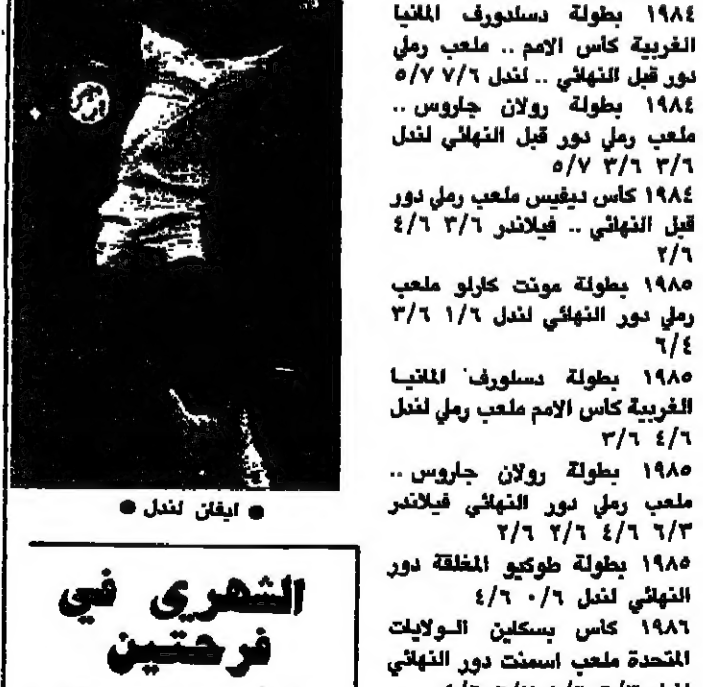 ١٩٨٤ بطولة دسلدورف المانيا
الغربية كأس الامم .. ملعب رملي
دور قبل النهائي .. لندل ٧/٦ ٥/٧
١٩٨٤ بطولة رولان جاروس ..
ملعب رملي دور قبل النهائي لندل
٣/٦ ٣/٦ ٥/٧
١٩٨٤ كأس ديفيس ملعب رملي دور
قبل النهائي .. فيلاندر ٣/٦ ٤/٦
٢/٦
١٩٨٥ بطولة مونت كارلو ملعب
رملي دور النهائي لندل ١/٦ ٣/٦
٦/٤
١٩٨٥ بطولة دسلورف المانيا
الغربية كاس الامم ملعب رملي لندل
٤/٦ ٣/٦
١٩٨٥ بطولة رولان جاروس ..
ملعب رملي دور النهائي فيلاندر
٦/٣ ٤/٦ ٢/٦ ٢/٦
١٩٨٥ بطولة طوكيو المغلقة دور
النهائي لندل ٠/٦ ٤/٦
١٩٨٦ كاس بسكلين الولايات
المتحدة ملعب اسمنت دور النهائي
● ايفان لندل ●
الشهري في
فرحتين